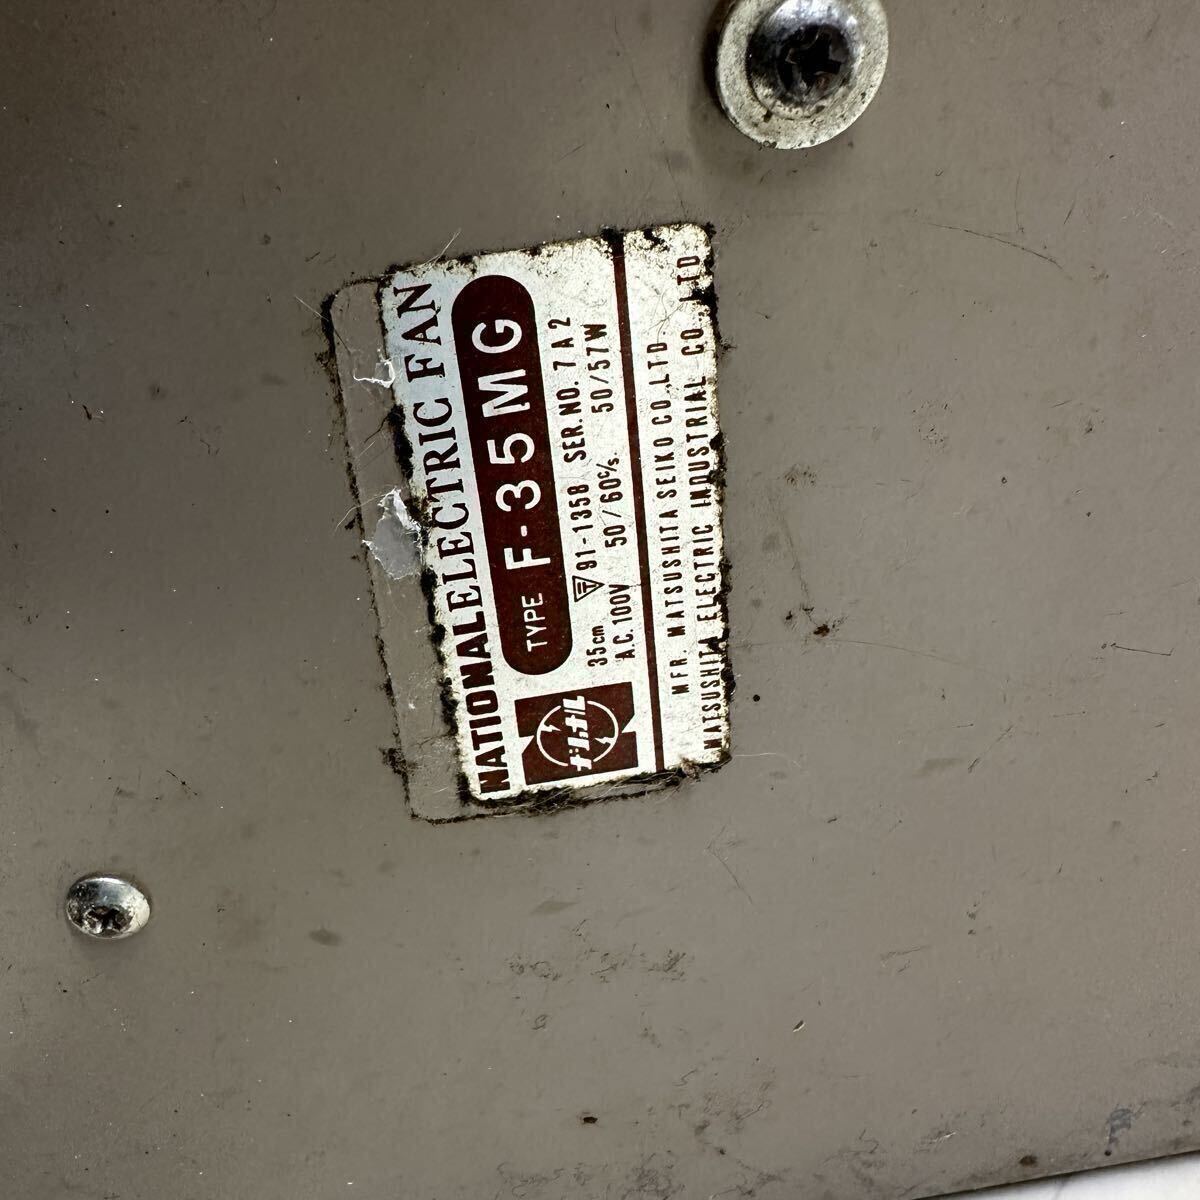 NATIONAL ELECTRIC FAN
TYPE F-35MG
〒 91-1358 SER. NO. 7A2
35cm
A.C. 100V 50/60c/s 50/57W
ナショナル
MFR. MATSUSHITA SEIKO CO., LTD.
MATSUSHITA ELECTRIC INDUSTRIAL CO., LTD